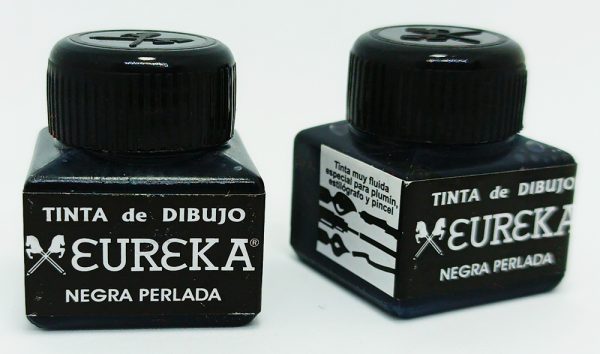 TINTA de DIBUJO
EUREKA®
NEGRA PERLADA
Tinta muy fluida
especial para plumin,
estilógrafo y pincel
TINTA de DIBUJO
EUREKA
NEGRA PERLADA